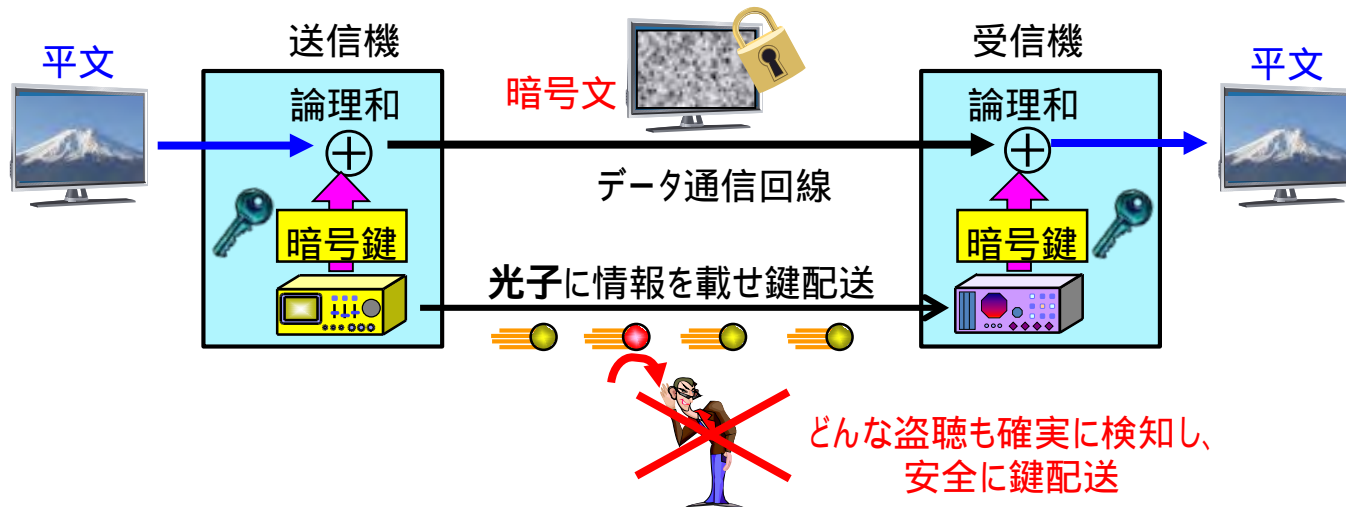 送信機
受信機
平文
暗号文
平文
論理和
論理和
データ通信回線
暗号鍵
暗号鍵
光子に情報を載せ鍵配送
どんな盗聴も確実に検知し、
安全に鍵配送